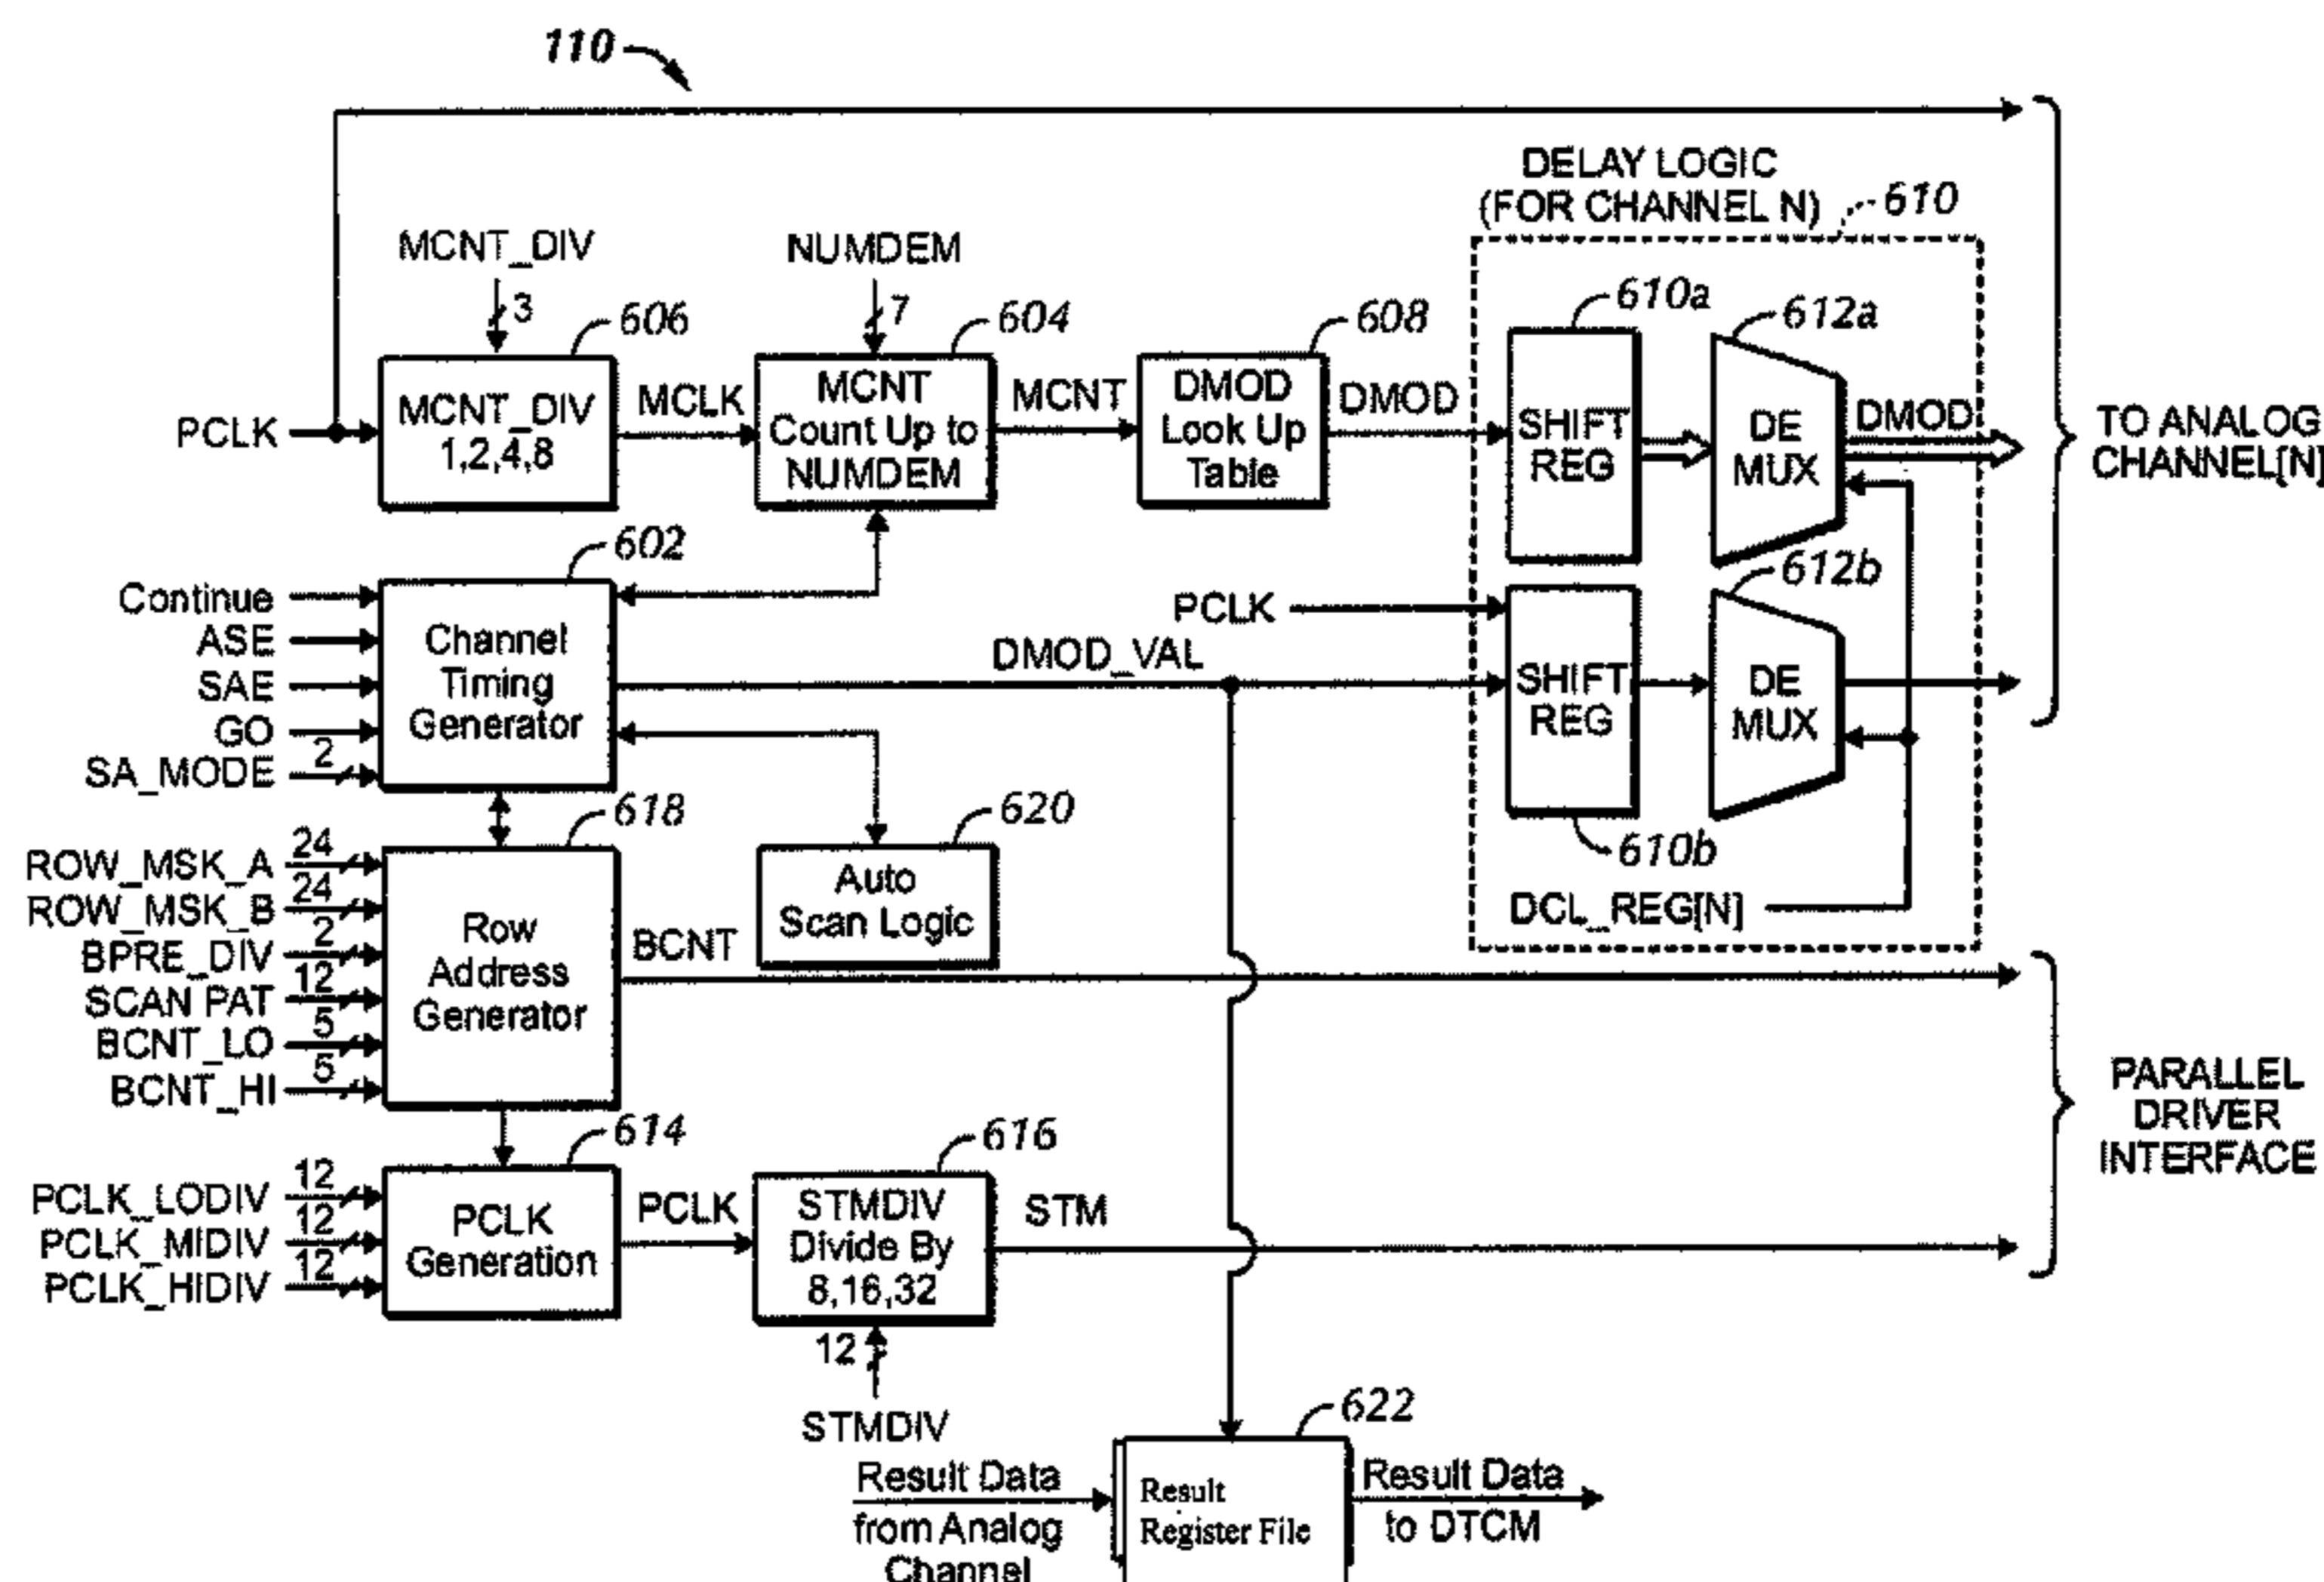 110
DELAY LOGIC
(FOR CHANNEL N)
610
MCNT_DIV
3
606
NUMDEM
7
604
608
610a
612a
PCLK
MCNT_DIV
1,2,4,8
MCLK
MCNT
Count Up to
NUMDEM
MCNT
DMOD
Look Up
Table
DMOD
SHIFT
REG
DE
MUX
DMOD
TO ANALOG
CHANNEL[N]
602
Continue
ASE
SAE
GO
SA_MODE
2
Channel
Timing
Generator
DMOD_VAL
PCLK
612b
SHIFT
REG
DE
MUX
610b
DCL_REG[N]
618
620
Auto
Scan Logic
ROW_MSK_A
24
ROW_MSK_B
24
BPRE_DIV
2
SCAN PAT
12
BCNT_LO
5
BCNT_HI
5
Row
Address
Generator
BCNT
PARALLEL
DRIVER
INTERFACE
614
616
PCLK_LODIV
12
PCLK_MIDIV
12
PCLK_HIDIV
12
PCLK
Generation
PCLK
STMDIV
Divide By
8,16,32
STM
12
STMDIV
622
Result Data
from Analog
Channel
Result
Register File
Result Data
to DTCM